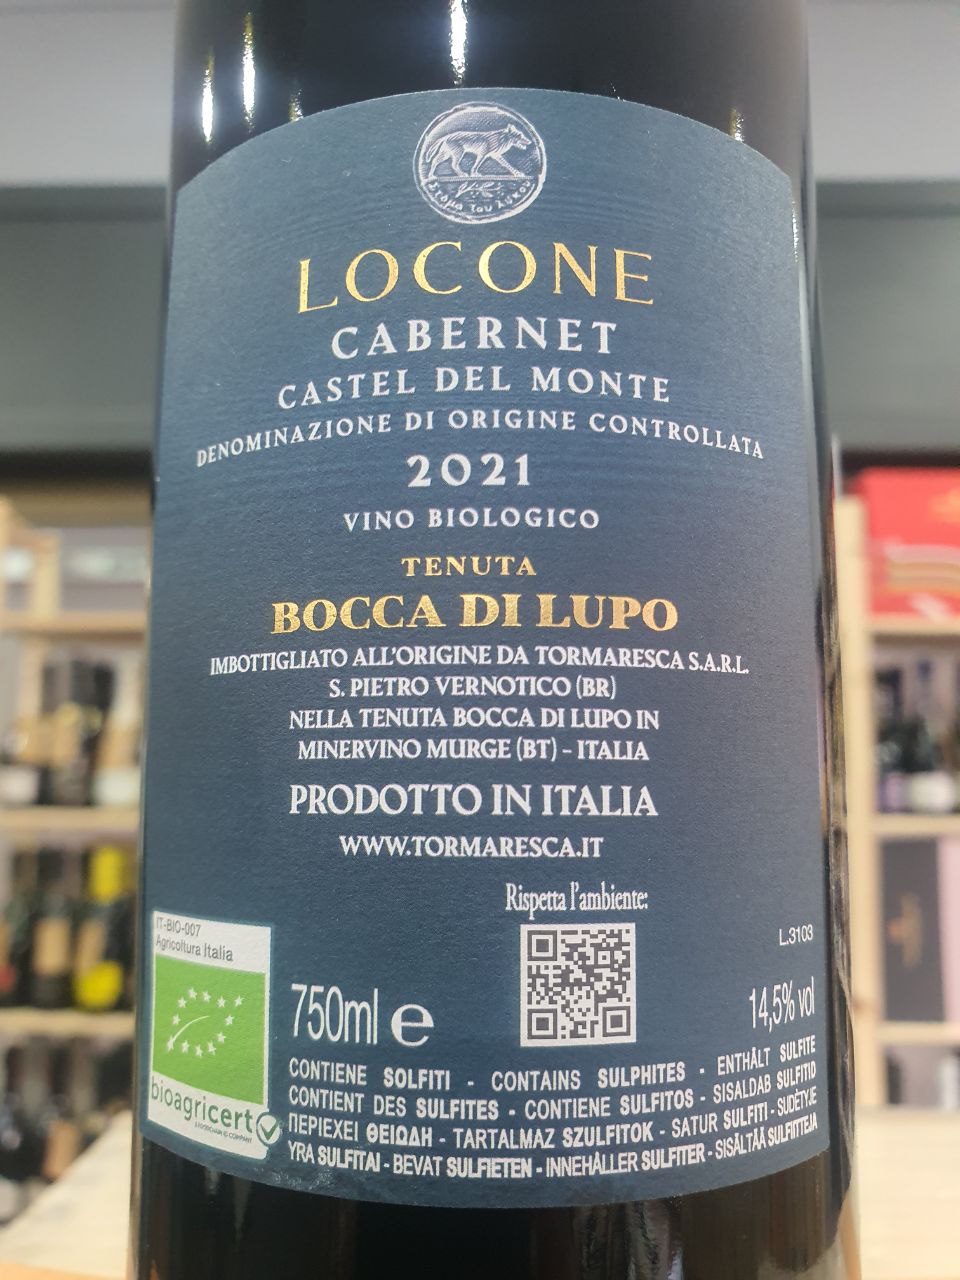 Στόμα του λύκου
LOCONE
CABERNET
CASTEL DEL MONTE
DENOMINAZIONE DI ORIGINE CONTROLLATA
2021
VINO BIOLOGICO
TENUTA
BOCCA DI LUPO
IMBOTTIGLIATO ALL'ORIGINE DA TORMARESCA S.A.R.L.
S. PIETRO VERNOTICO (BR)
NELLA TENUTA BOCCA DI LUPO IN
MINERVINO MURGE (BT) - ITALIA
PRODOTTO IN ITALIA
WWW.TORMARESCA.IT
Rispetta l'ambiente:
IT-BIO-007
Agricoltura Italia
L.3103
750ml e
14,5% vol
bioagricert
CONTIENE SOLFITI - CONTAINS SULPHITES - ENTHÄLT SULFITE
CONTIENT DES SULFITES - CONTIENE SULFITOS - SISALDAB SULFITID
ΠΕΡΙΕΧΕΙ ΘΕΙΩΔΗ - TARTALMAZ SZULFITOK - SATUR SULFITI - SUDĖTYJE
YRA SULFITAI - BEVAT SULFIETEN - INNEHÅLLER SULFITER - SISÄLTÄÄ SULFIITTEJA